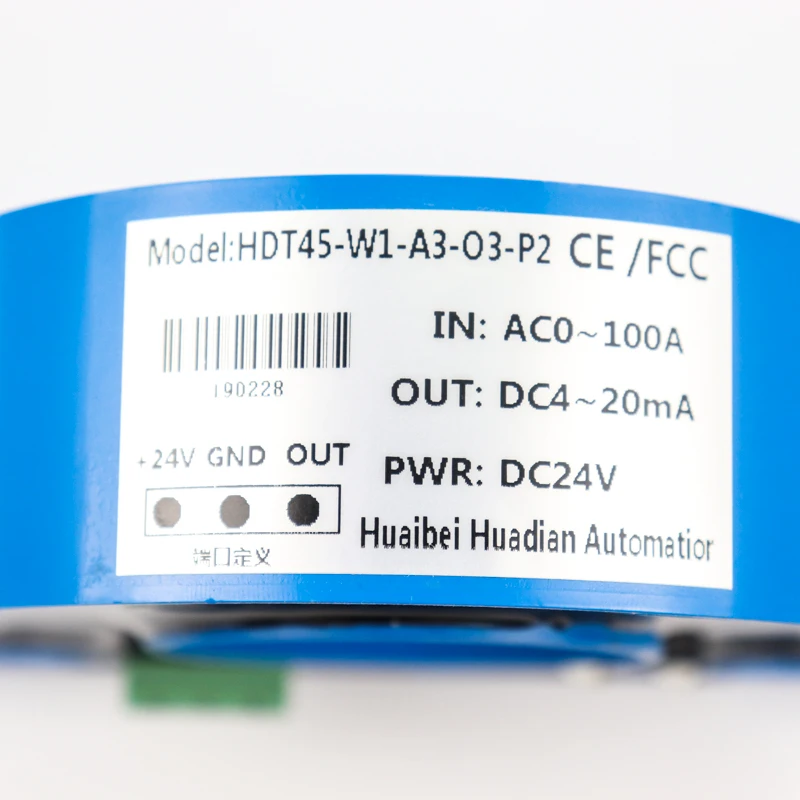 Model:HDT45-W1-A3-O3-P2 CE /FCC
IN: AC0~100A
190228
OUT: DC4~20mA
+24V GND OUT
PWR: DC24V
端口定义
Huaibei Huadian Automation